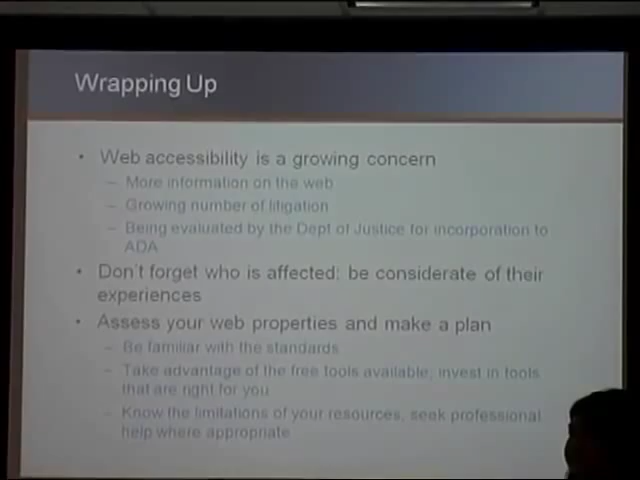 Wrapping Up
• Web accessibility is a growing concern
– More information on the web
– Growing number of litigation
– Being evaluated by the Dept of Justice for incorporation to
ADA
• Don't forget who is affected; be considerate of their
experiences
• Assess your web properties and make a plan
– Be familiar with the standards
– Take advantage of the free tools available, invest in tools
that are right for you
– Know the limitations of your resources, seek professional
help where appropriate